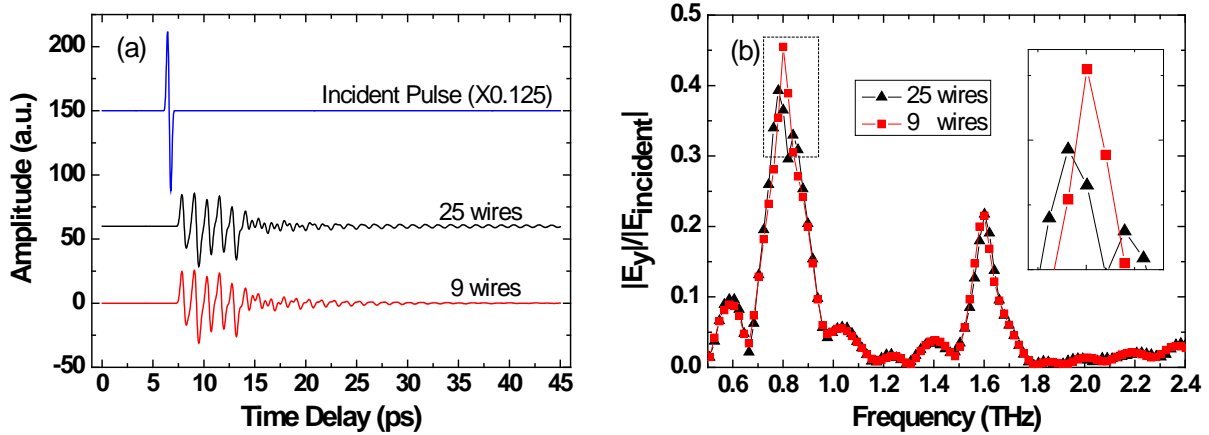 (a)
Incident Pulse (X0.125)
25 wires
9 wires
200
150
100
50
0
-50
0 5 10 15 20 25 30 35 40 45
Amplitude (a.u.)
Time Delay (ps)
(b)
25 wires
9 wires
0.5
0.4
0.3
0.2
0.1
0.0
0.6 0.8 1.0 1.2 1.4 1.6 1.8 2.0 2.2 2.4
|E_y|/|E_incident|
Frequency (THz)